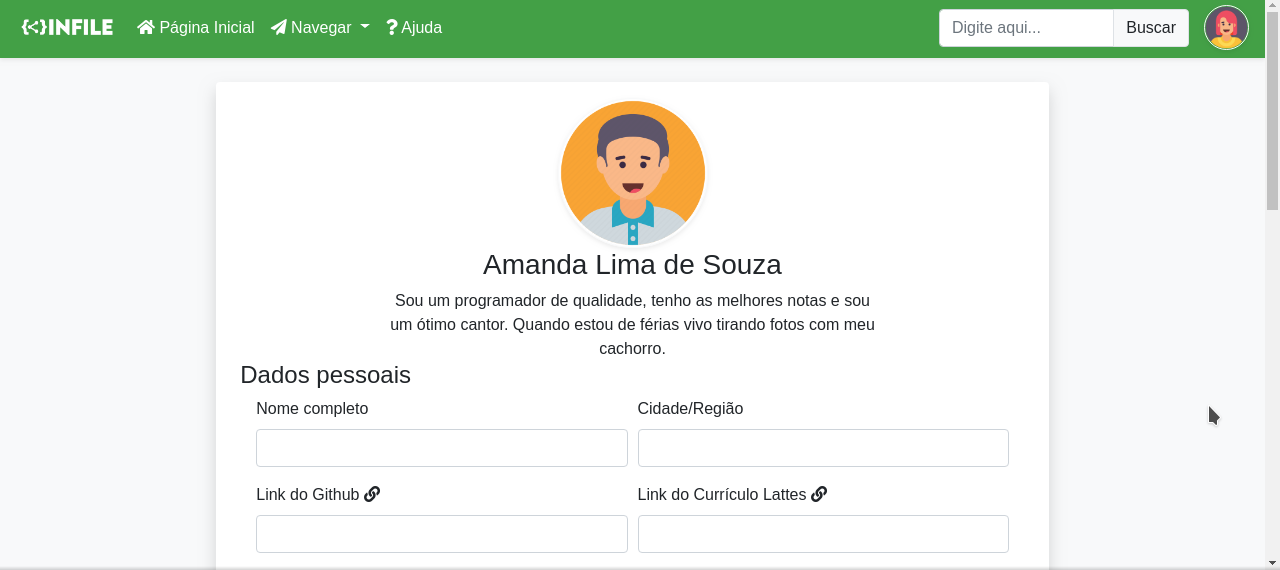 {<>}INFILE Página Inicial Navegar Ajuda Digite aqui... Buscar
Amanda Lima de Souza
Sou um programador de qualidade, tenho as melhores notas e sou
um ótimo cantor. Quando estou de férias vivo tirando fotos com meu
cachorro.
Dados pessoais
Nome completo Cidade/Região
Link do Github Link do Currículo Lattes